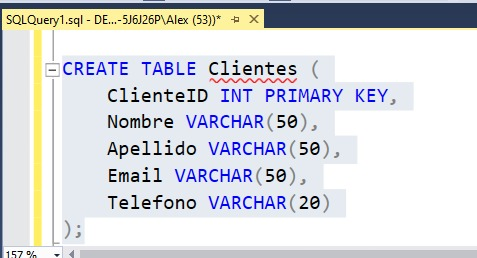 SQLQuery1.sql - DE...-5J6J26P\Alex (53))*
CREATE TABLE Clientes (
ClienteID INT PRIMARY KEY,
Nombre VARCHAR(50),
Apellido VARCHAR(50),
Email VARCHAR(50),
Telefono VARCHAR(20)
);
157 %